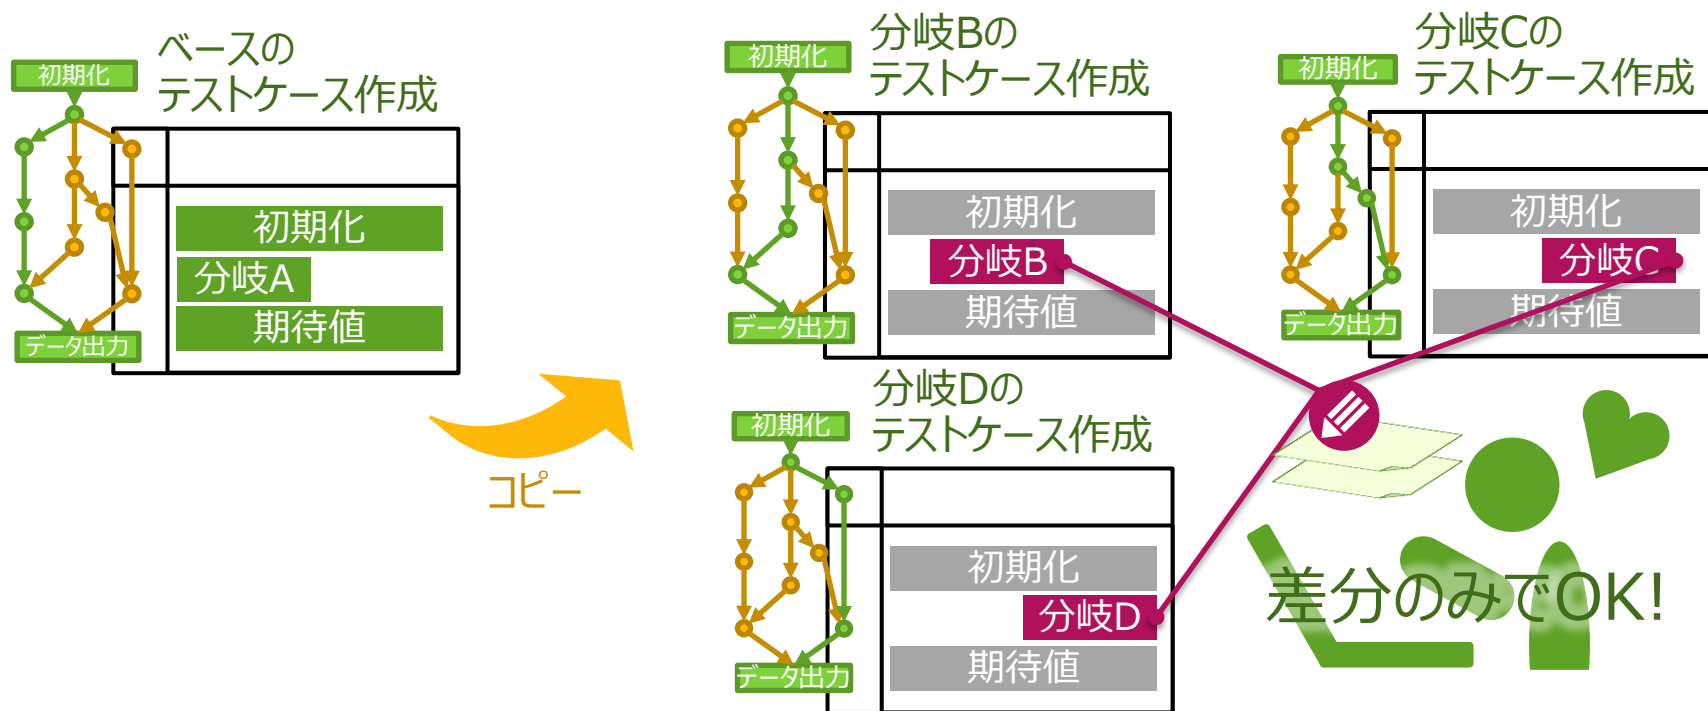 ベースの
テストケース作成
初期化
初期化
分岐A
期待値
データ出力
コピー
分岐Bの
テストケース作成
初期化
初期化
分岐B
期待値
データ出力
分岐Cの
テストケース作成
初期化
初期化
分岐C
期待値
データ出力
分岐Dの
テストケース作成
初期化
初期化
分岐D
期待値
データ出力
差分のみでOK!